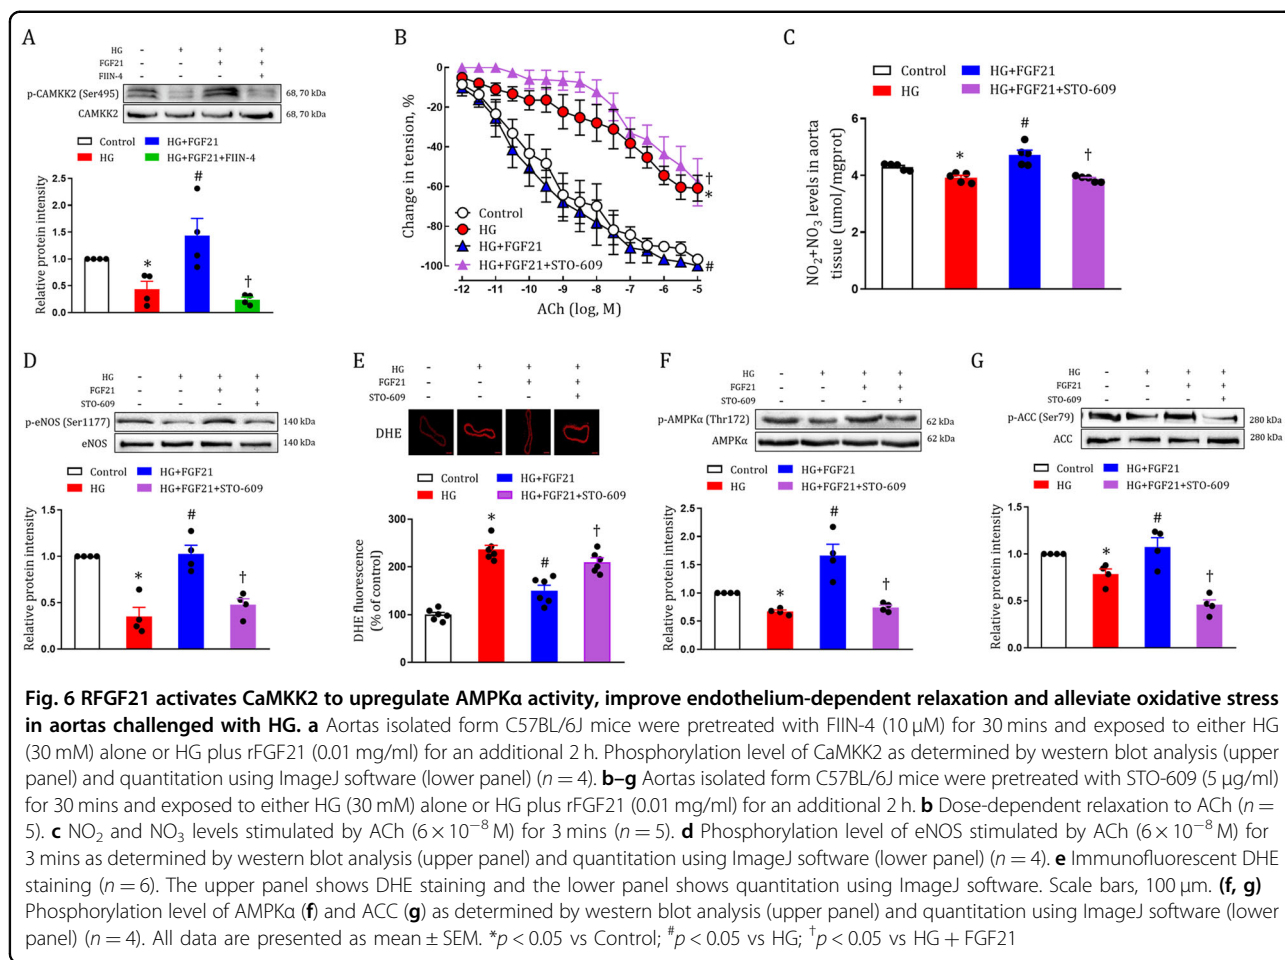 A
HG - + + +
FGF21 - - + +
FIIN-4 - - - +
p-CAMKK2 (Ser495) 68, 70 kDa
CAMKK2 68, 70 kDa
Control HG+FGF21
HG HG+FGF21+FIIN-4
Relative protein intensity
2.5
2.0
1.5
1.0
0.5
0.0
* # †
B
Change in tension, %
0
-20
-40
-60
-80
-100
Control
HG
HG+FGF21
HG+FGF21+STO-609
† * #
-12 -11 -10 -9 -8 -7 -6 -5
ACh (log, M)
C
Control HG+FGF21
HG HG+FGF21+STO-609
NO2+NO3 levels in aorta
tissue (umol/mgprot)
6
4
2
0
* # †
D
HG - + + +
FGF21 - - + +
STO-609 - - - +
p-eNOS (Ser1177) 140 kDa
eNOS 140 kDa
Control HG+FGF21
HG HG+FGF21+STO-609
Relative protein intensity
1.5
1.0
0.5
0.0
* # †
E
HG - + + +
FGF21 - - + +
STO-609 - - - +
DHE
Control HG+FGF21
HG HG+FGF21+STO-609
DHE fluorescence
(% of control)
300
200
100
0
* # †
F
HG - + + +
FGF21 - - + +
STO-609 - - - +
p-AMPKα (Thr172) 62 kDa
AMPKα 62 kDa
Control HG+FGF21
HG HG+FGF21+STO-609
Relative protein intensity
2.5
2.0
1.5
1.0
0.5
0.0
* # †
G
HG - + + +
FGF21 - - + +
STO-609 - - - +
p-ACC (Ser79) 280 kDa
ACC 280 kDa
Control HG+FGF21
HG HG+FGF21+STO-609
Relative protein intensity
1.5
1.0
0.5
0.0
* # †
Fig. 6 RFGF21 activates CaMKK2 to upregulate AMPKα activity, improve endothelium-dependent relaxation and alleviate oxidative stress
in aortas challenged with HG. a Aortas isolated form C57BL/6J mice were pretreated with FIIN-4 (10 μM) for 30 mins and exposed to either HG
(30 mM) alone or HG plus rFGF21 (0.01 mg/ml) for an additional 2 h. Phosphorylation level of CaMKK2 as determined by western blot analysis (upper
panel) and quantitation using ImageJ software (lower panel) (n = 4). b–g Aortas isolated form C57BL/6J mice were pretreated with STO-609 (5 μg/ml)
for 30 mins and exposed to either HG (30 mM) alone or HG plus rFGF21 (0.01 mg/ml) for an additional 2 h. b Dose-dependent relaxation to ACh (n =
5). c NO2 and NO3 levels stimulated by ACh (6 × 10−8 M) for 3 mins (n = 5). d Phosphorylation level of eNOS stimulated by ACh (6 × 10−8 M) for
3 mins as determined by western blot analysis (upper panel) and quantitation using ImageJ software (lower panel) (n = 4). e Immunofluorescent DHE
staining (n = 6). The upper panel shows DHE staining and the lower panel shows quantitation using ImageJ software. Scale bars, 100 μm. (f, g)
Phosphorylation level of AMPKα (f) and ACC (g) as determined by western blot analysis (upper panel) and quantitation using ImageJ software (lower
panel) (n = 4). All data are presented as mean ± SEM. *p < 0.05 vs Control; #p < 0.05 vs HG; †p < 0.05 vs HG + FGF21